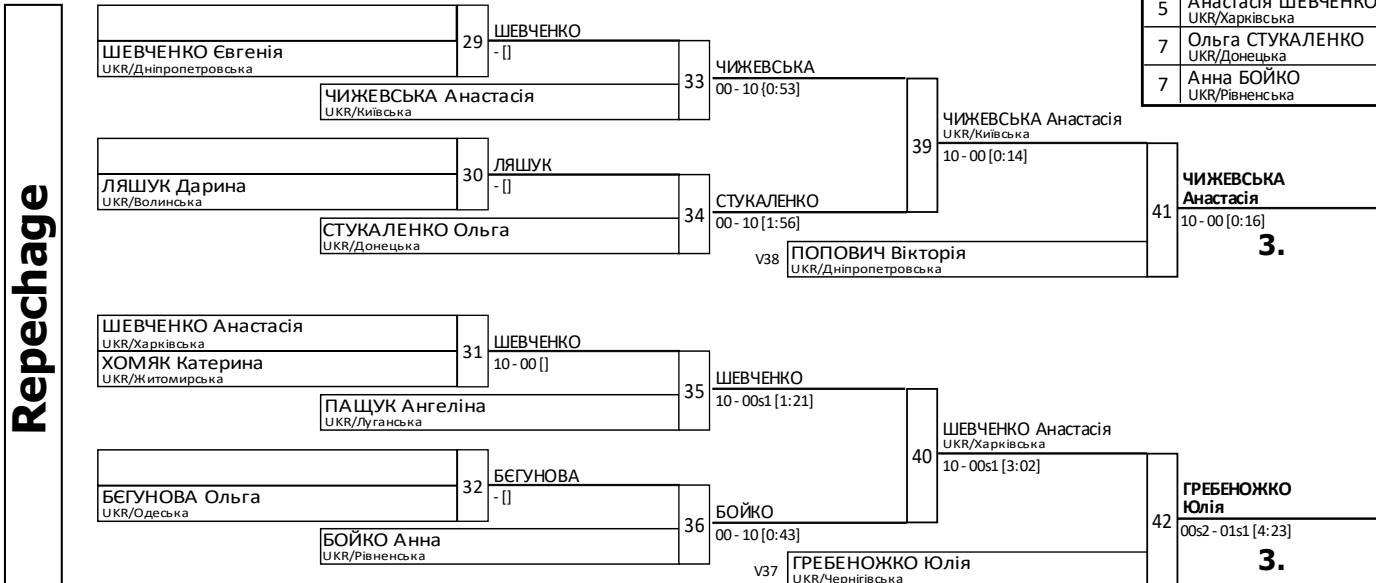 5 Анастасія ШЕВЧЕНКО
UKR/Харківська
7 Ольга СТУКАЛЕНКО
UKR/Донецька
7 Анна БОЙКО
UKR/Рівненська
Repechage
ШЕВЧЕНКО Євгенія
UKR/Дніпропетровська
29
ШЕВЧЕНКО
- []
ЧИЖЕВСЬКА Анастасія
UKR/Київська
33
ЧИЖЕВСЬКА
00 - 10 [0:53]
ЛЯШУК Дарина
UKR/Волинська
30
ЛЯШУК
- []
СТУКАЛЕНКО Ольга
UKR/Донецька
34
СТУКАЛЕНКО
00 - 10 [1:56]
39
ЧИЖЕВСЬКА Анастасія
UKR/Київська
10 - 00 [0:14]
V38
ПОПОВИЧ Вікторія
UKR/Дніпропетровська
41
ЧИЖЕВСЬКА
Анастасія
10 - 00 [0:16]
3.
ШЕВЧЕНКО Анастасія
UKR/Харківська
ХОМЯК Катерина
UKR/Житомирська
31
ШЕВЧЕНКО
10 - 00 []
ПАЩУК Ангеліна
UKR/Луганська
35
ШЕВЧЕНКО
10 - 00s1 [1:21]
БЄГУНОВА Ольга
UKR/Одеська
32
БЄГУНОВА
- []
БОЙКО Анна
UKR/Рівненська
36
БОЙКО
00 - 10 [0:43]
40
ШЕВЧЕНКО Анастасія
UKR/Харківська
10 - 00s1 [3:02]
V37
ГРЕБЕНОЖКО Юлія
UKR/Чернігівська
42
ГРЕБЕНОЖКО
Юлія
00s2 - 01s1 [4:23]
3.